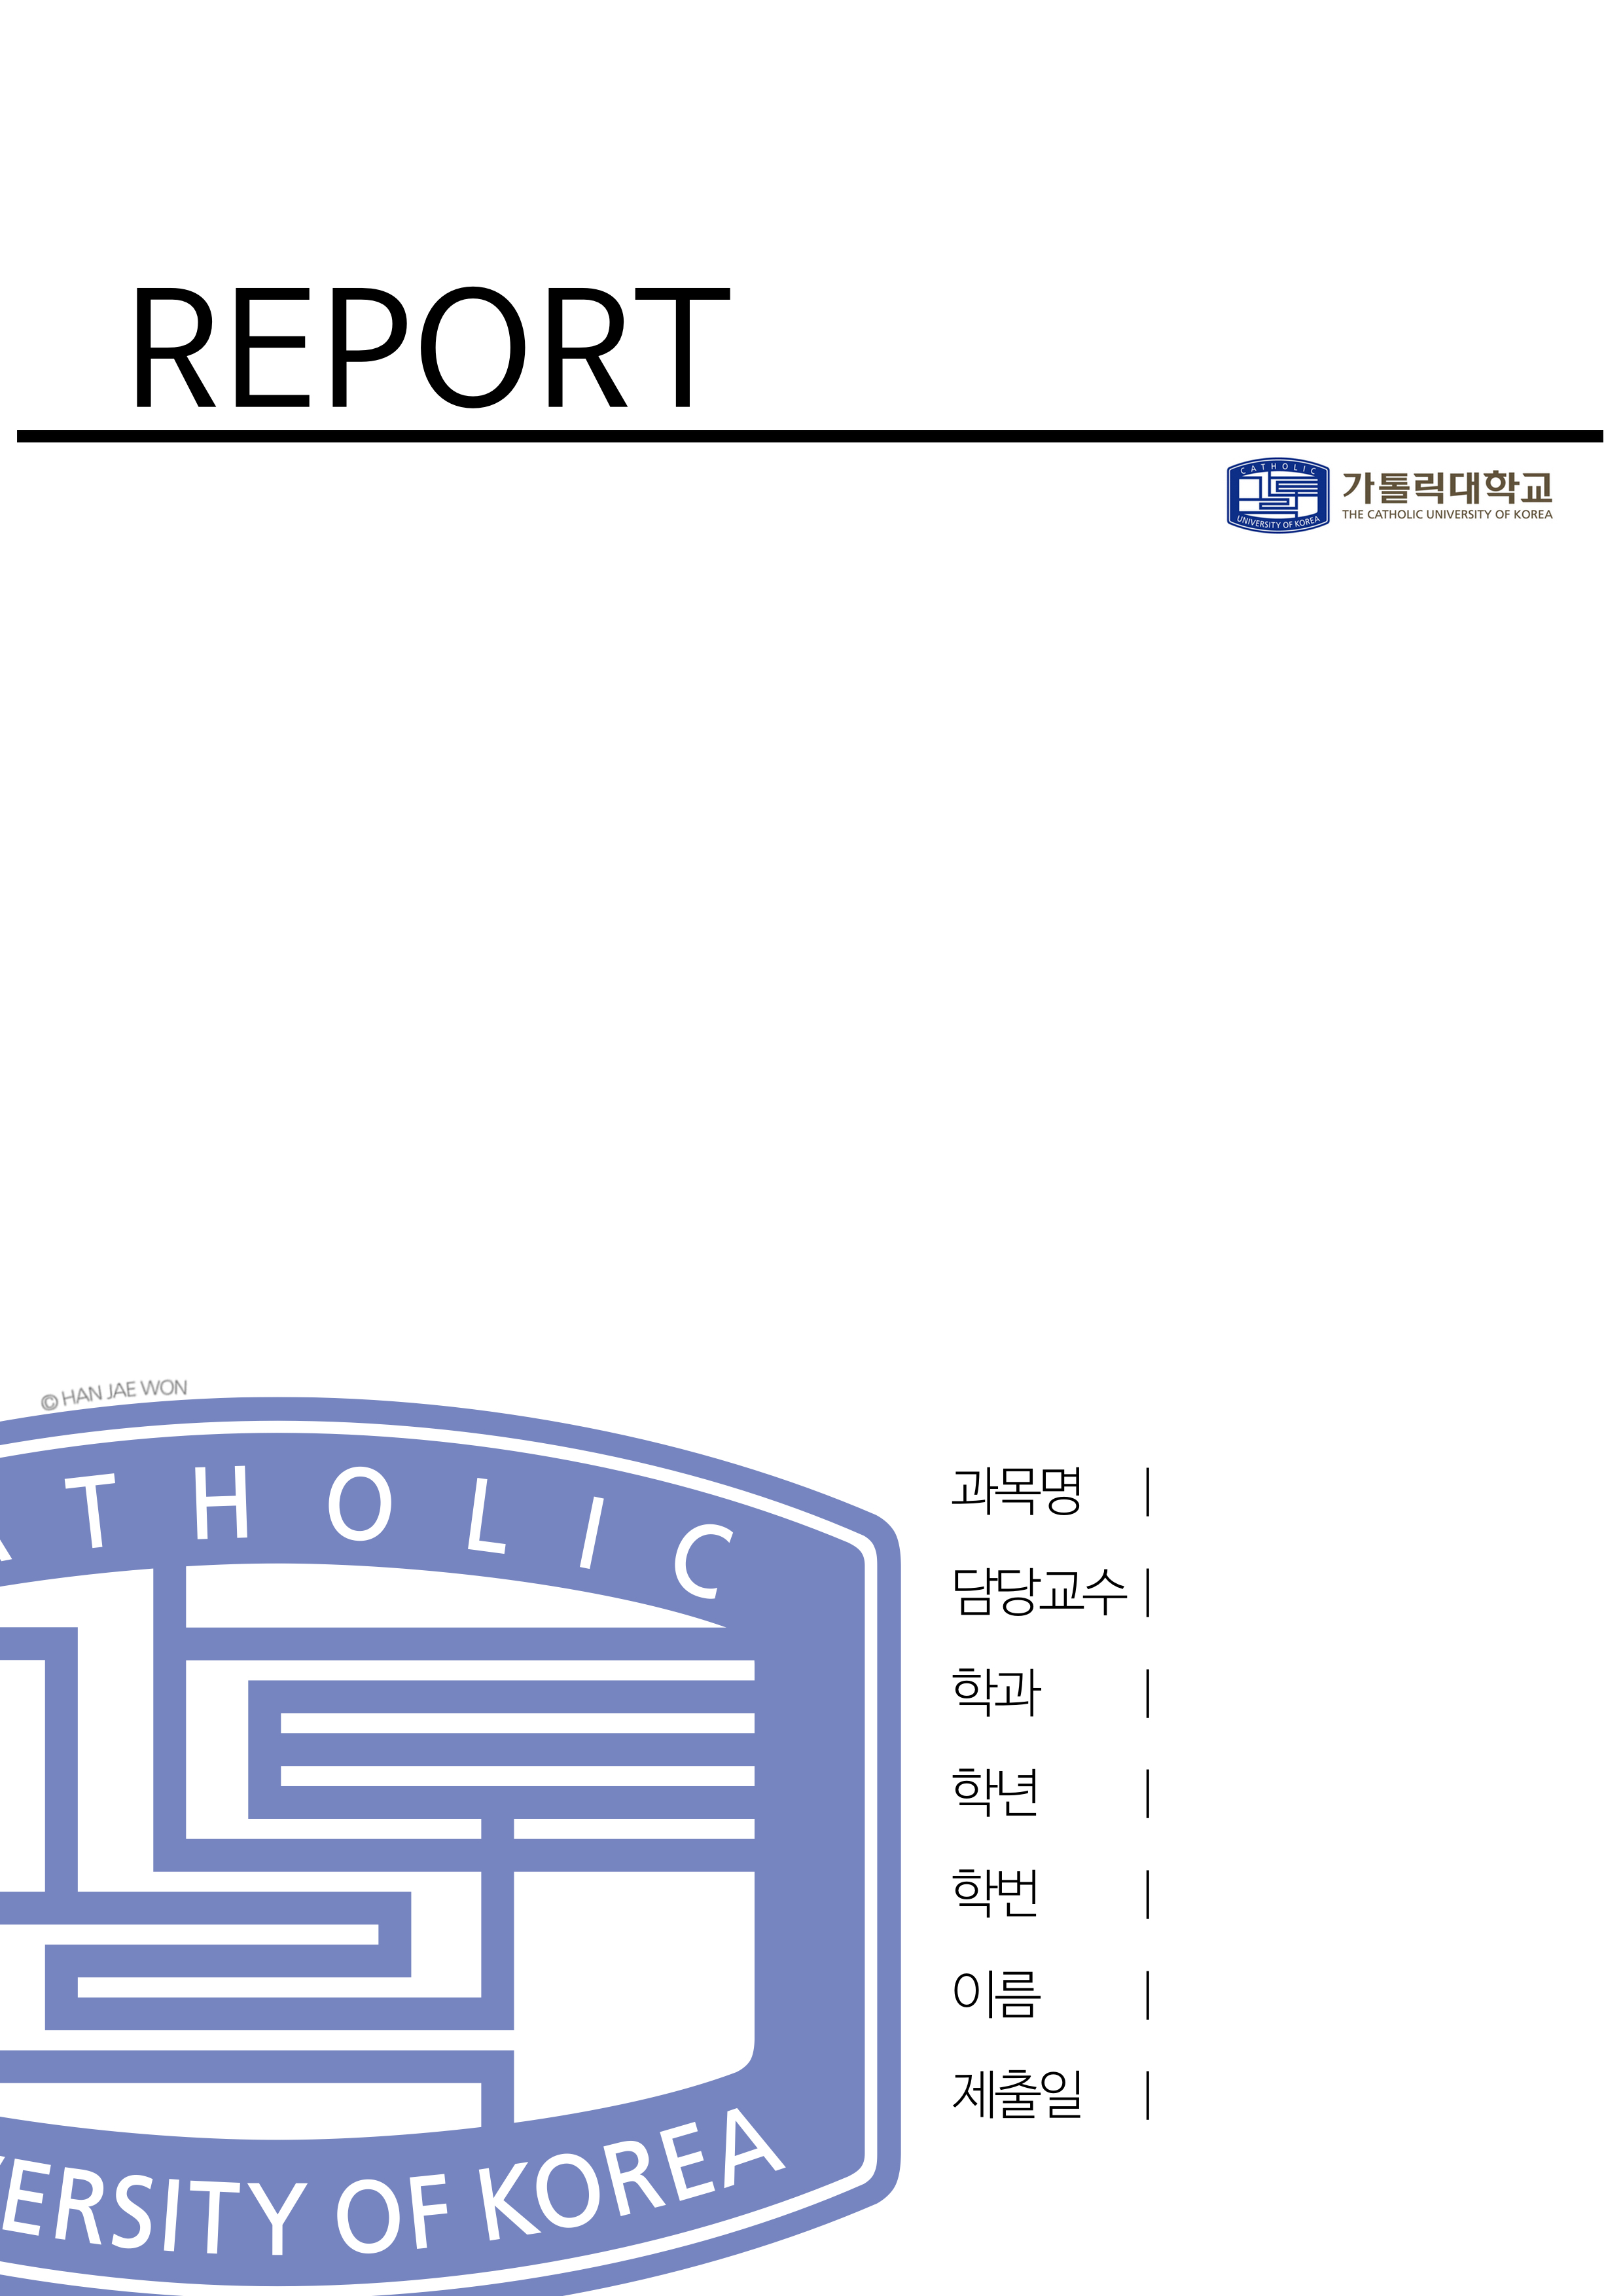 REPORT
CATHOLIC
UNIVERSITY OF KOREA
가톨릭대학교
THE CATHOLIC UNIVERSITY OF KOREA
© HAN JAE WON
THOLIC
ERSITY OF KOREA
과목명 |
담당교수 |
학과 |
학년 |
학번 |
이름 |
제출일 |